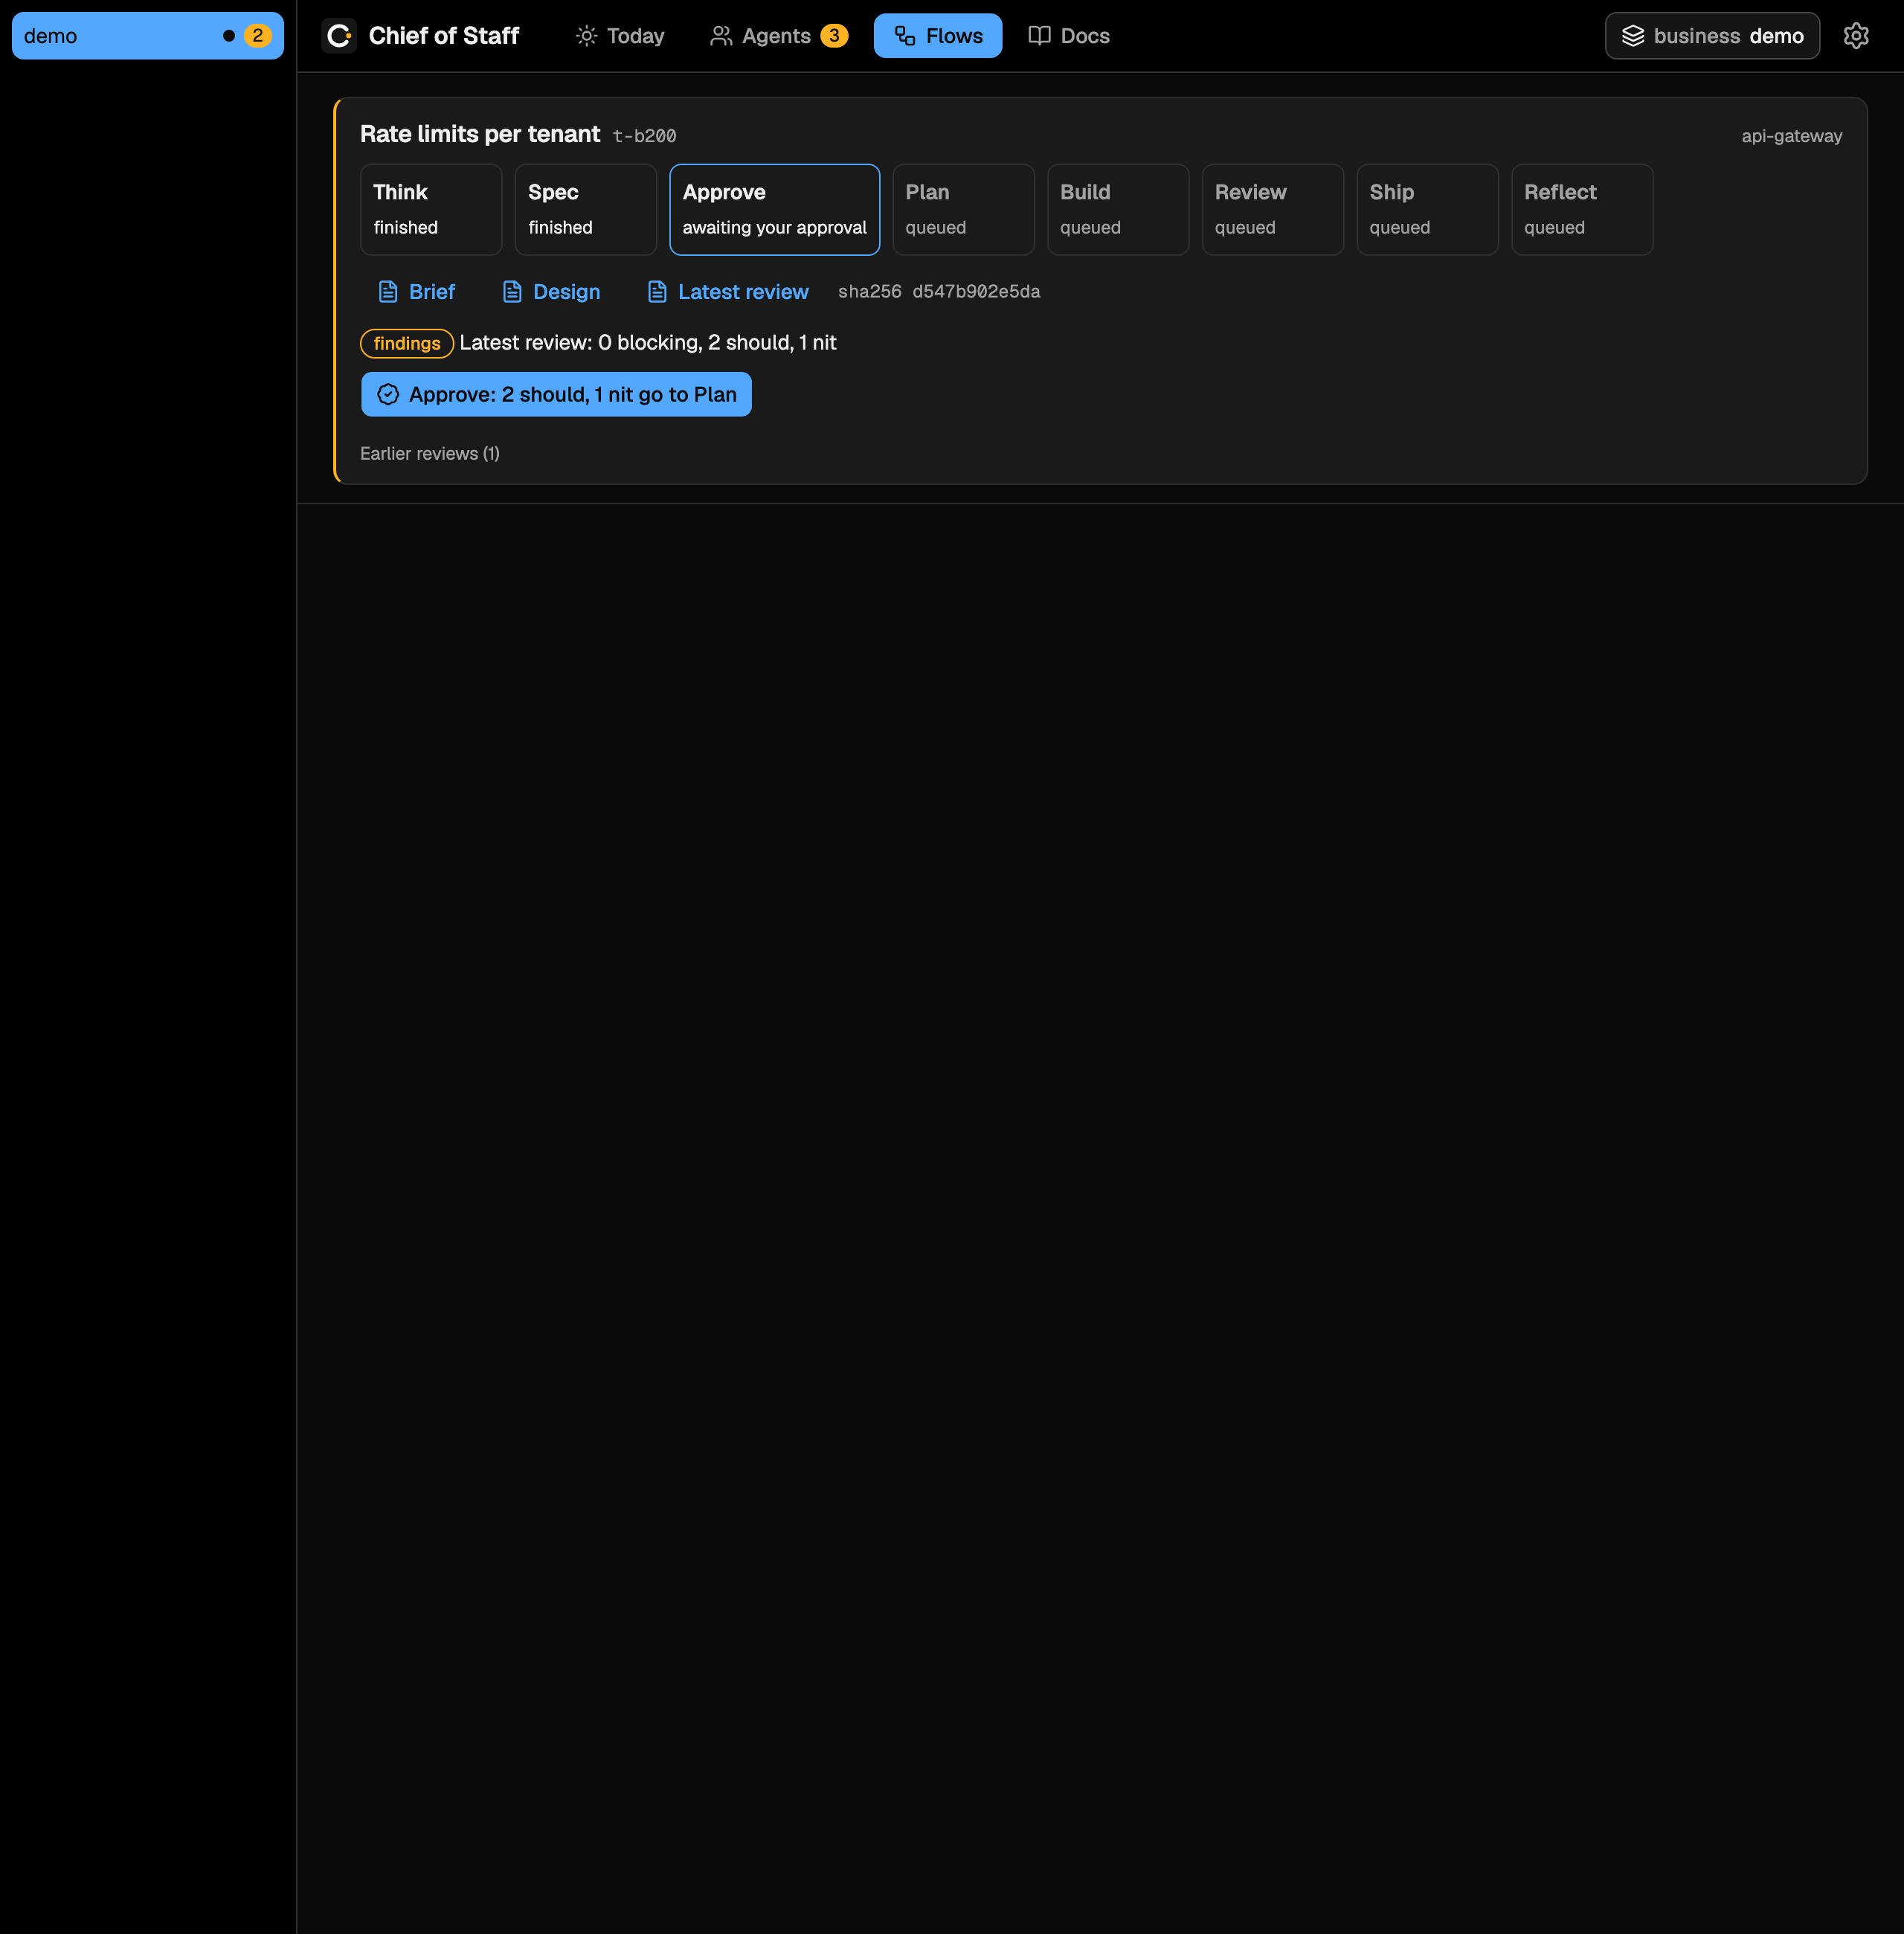 demo 2
Chief of Staff Today Agents 3 Flows Docs business demo
Rate limits per tenant t-b200 api-gateway
Think Spec Approve Plan Build Review Ship Reflect
finished finished awaiting your approval queued queued queued queued queued
Brief Design Latest review sha256 d547b902e5da
findings Latest review: 0 blocking, 2 should, 1 nit
Approve: 2 should, 1 nit go to Plan
Earlier reviews (1)